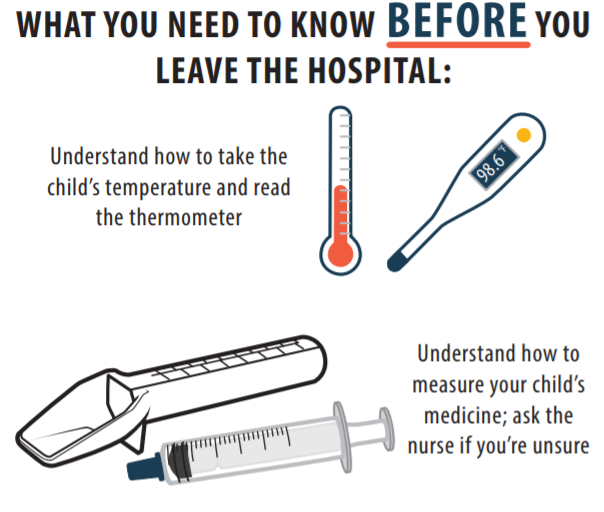 WHAT YOU NEED TO KNOW BEFORE YOU
LEAVE THE HOSPITAL:
Understand how to take the
child's temperature and read
the thermometer
98.6 °F
Understand how to
measure your child's
medicine; ask the
nurse if you're unsure